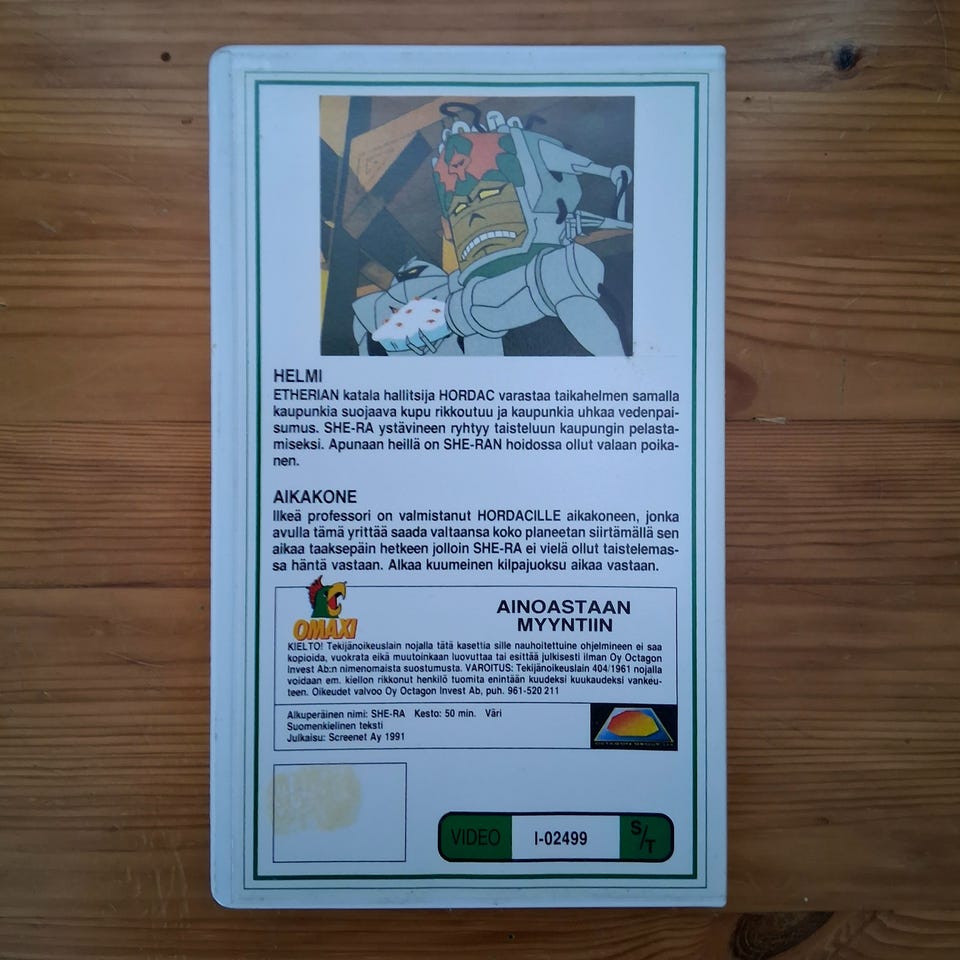 HELMI
ETHERIAN katala hallitsija HORDAC varastaa taikahelmen samalla
kaupunkia suojaava kupu rikkoutuu ja kaupunkia uhkaa vedenpai-
sumus. SHE-RA ystävineen ryhtyy taisteluun kaupungin pelasta-
miseksi. Apunaan heillä on SHE-RAN hoidossa ollut valaan poika-
nen.
AIKAKONE
Ilkeä professori on valmistanut HORDACILLE aikakoneen, jonka
avulla tämä yrittää saada valtaansa koko planeetan siirtämällä sen
aikaa taaksepäin hetkeen jolloin SHE-RA ei vielä ollut taistelemas-
sa häntä vastaan. Alkaa kuumeinen kilpajuoksu aikaa vastaan.
OMAXI
AINOASTAAN
MYYNTIIN
KIELTO! Tekijänoikeuslain nojalla tätä kasettia sille nauhoitettuine ohjelmineen ei saa
kopioida, vuokrata eikä muutoinkaan luovuttaa tai esittää julkisesti ilman Oy Octagon
Invest Ab:n nimenomaista suostumusta. VAROITUS: Tekijänoikeuslain 404/1961 nojalla
voidaan em. kiellon rikkonut henkilö tuomita enintään kuudeksi kuukaudeksi vankeu-
teen. Oikeudet valvoo Oy Octagon Invest Ab, puh. 961-520 211
Alkuperäinen nimi: SHE-RA Kesto: 50 min. Väri
Suomenkielinen teksti
Julkaisu: Screenet Ay 1991
VIDEO I-02499 S/T